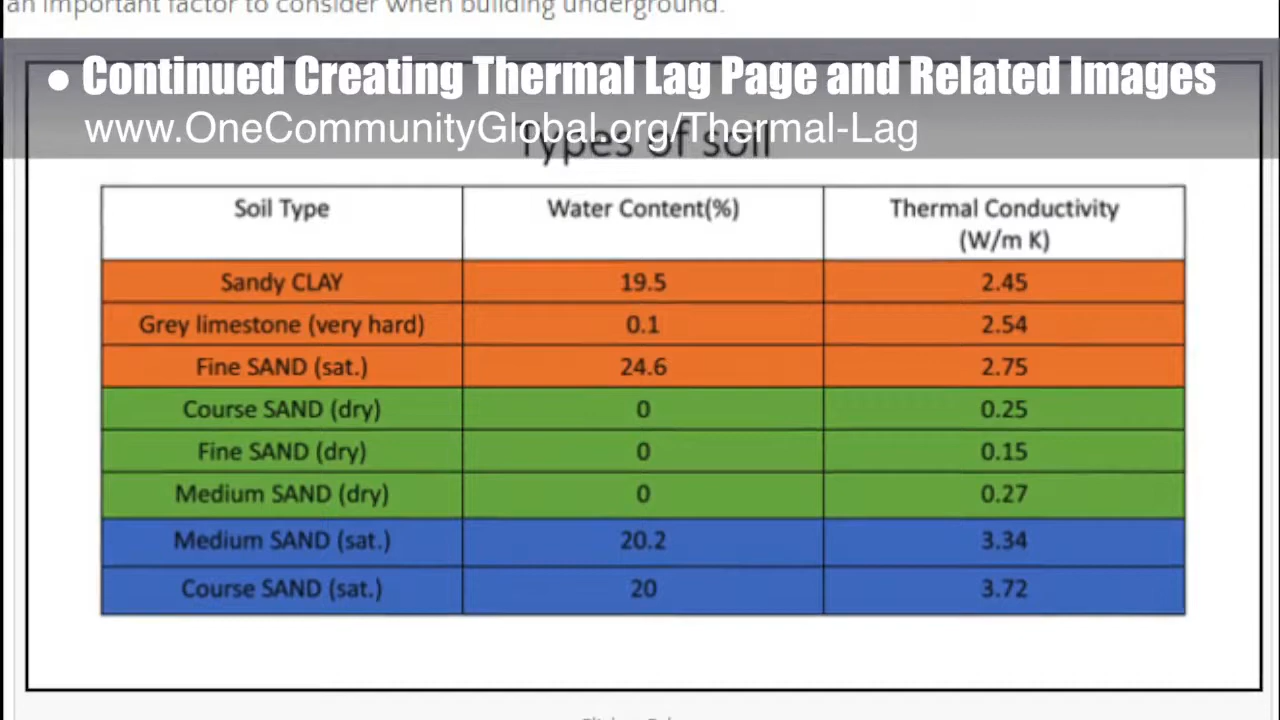 an important factor to consider when building underground.
• Continued Creating Thermal Lag Page and Related Images
www.OneCommunityGlobal.org/Thermal-Lag
Types of soil
Soil Type Water Content(%) Thermal Conductivity
(W/m K)
Sandy CLAY 19.5 2.45
Grey limestone (very hard) 0.1 2.54
Fine SAND (sat.) 24.6 2.75
Course SAND (dry) 0 0.25
Fine SAND (dry) 0 0.15
Medium SAND (dry) 0 0.27
Medium SAND (sat.) 20.2 3.34
Course SAND (sat.) 20 3.72